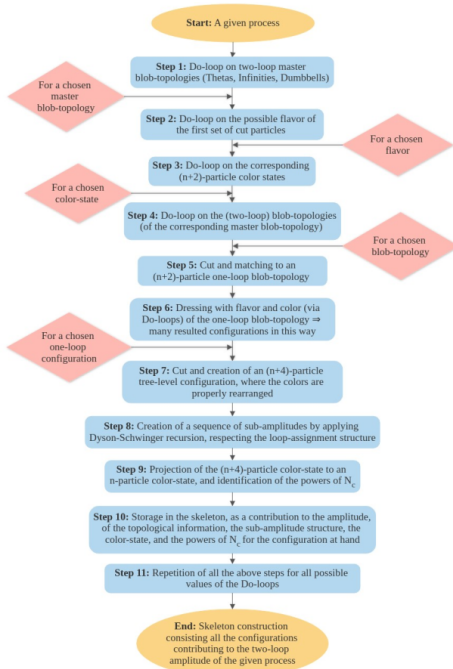 Start: A given process
Step 1: Do-loop on two-loop master
blob-topologies (Thetas, Infinities, Dumbbells)
For a chosen
master
blob-topology
Step 2: Do-loop on the possible flavor of
the first set of cut particles
For a chosen
flavor
Step 3: Do-loop on the corresponding
(n+2)-particle color states
For a chosen
color-state
Step 4: Do-loop on the (two-loop) blob-topologies
(of the corresponding master blob-topology)
For a chosen
blob-topology
Step 5: Cut and matching to an
(n+2)-particle one-loop blob-topology
Step 6: Dressing with flavor and color (via
Do-loops) of the one-loop blob-topology ⇒
many resulted configurations in this way
For a chosen
one-loop
configuration
Step 7: Cut and creation of an (n+4)-particle
tree-level configuration, where the colors are
properly rearranged
Step 8: Creation of a sequence of sub-amplitudes by applying
Dyson-Schwinger recursion, respecting the loop-assignment structure
Step 9: Projection of the (n+4)-particle color-state to an
n-particle color-state, and identification of the powers of N_c
Step 10: Storage in the skeleton, as a contribution to the amplitude,
of the topological information, the sub-amplitude structure, the
color-state, and the powers of N_c for the configuration at hand
Step 11: Repetition of all the above steps for all possible
values of the Do-loops
End: Skeleton construction
consisting all the configurations
contributing to the two-loop
amplitude of the given process